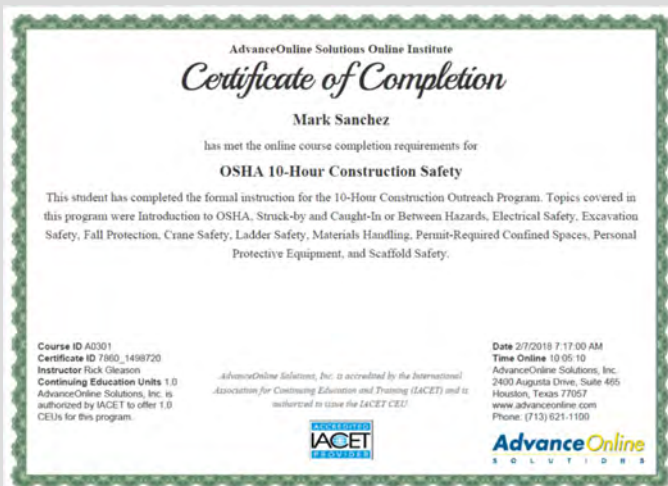 AdvanceOnline Solutions Online Institute
Certificate of Completion
Mark Sanchez
has met the online course completion requirements for
OSHA 10-Hour Construction Safety
This student has completed the formal instruction for the 10-Hour Construction Outreach Program. Topics covered in
this program were Introduction to OSHA, Struck-by and Caught-In or Between Hazards, Electrical Safety, Excavation
Safety, Fall Protection, Crane Safety, Ladder Safety, Materials Handling, Permit-Required Confined Spaces, Personal
Protective Equipment, and Scaffold Safety.
Course ID A0301
Certificate ID 7860_1498720
Instructor Rick Gleason
Continuing Education Units 1.0
AdvanceOnline Solutions, Inc. is
authorized by IACET to offer 1.0
CEUs for this program.
AdvanceOnline Solutions, Inc. is accredited by the International
Association for Continuing Education and Training (IACET) and is
authorized to issue the IACET CEU.
ACCREDITED
IACET
PROVIDER
Date 2/7/2018 7:17:00 AM
Time Online 10:05:10
AdvanceOnline Solutions, Inc.
2400 Augusta Drive, Suite 465
Houston, Texas 77057
www.advanceonline.com
Phone: (713) 621-1100
AdvanceOnline
SOLUTIONS